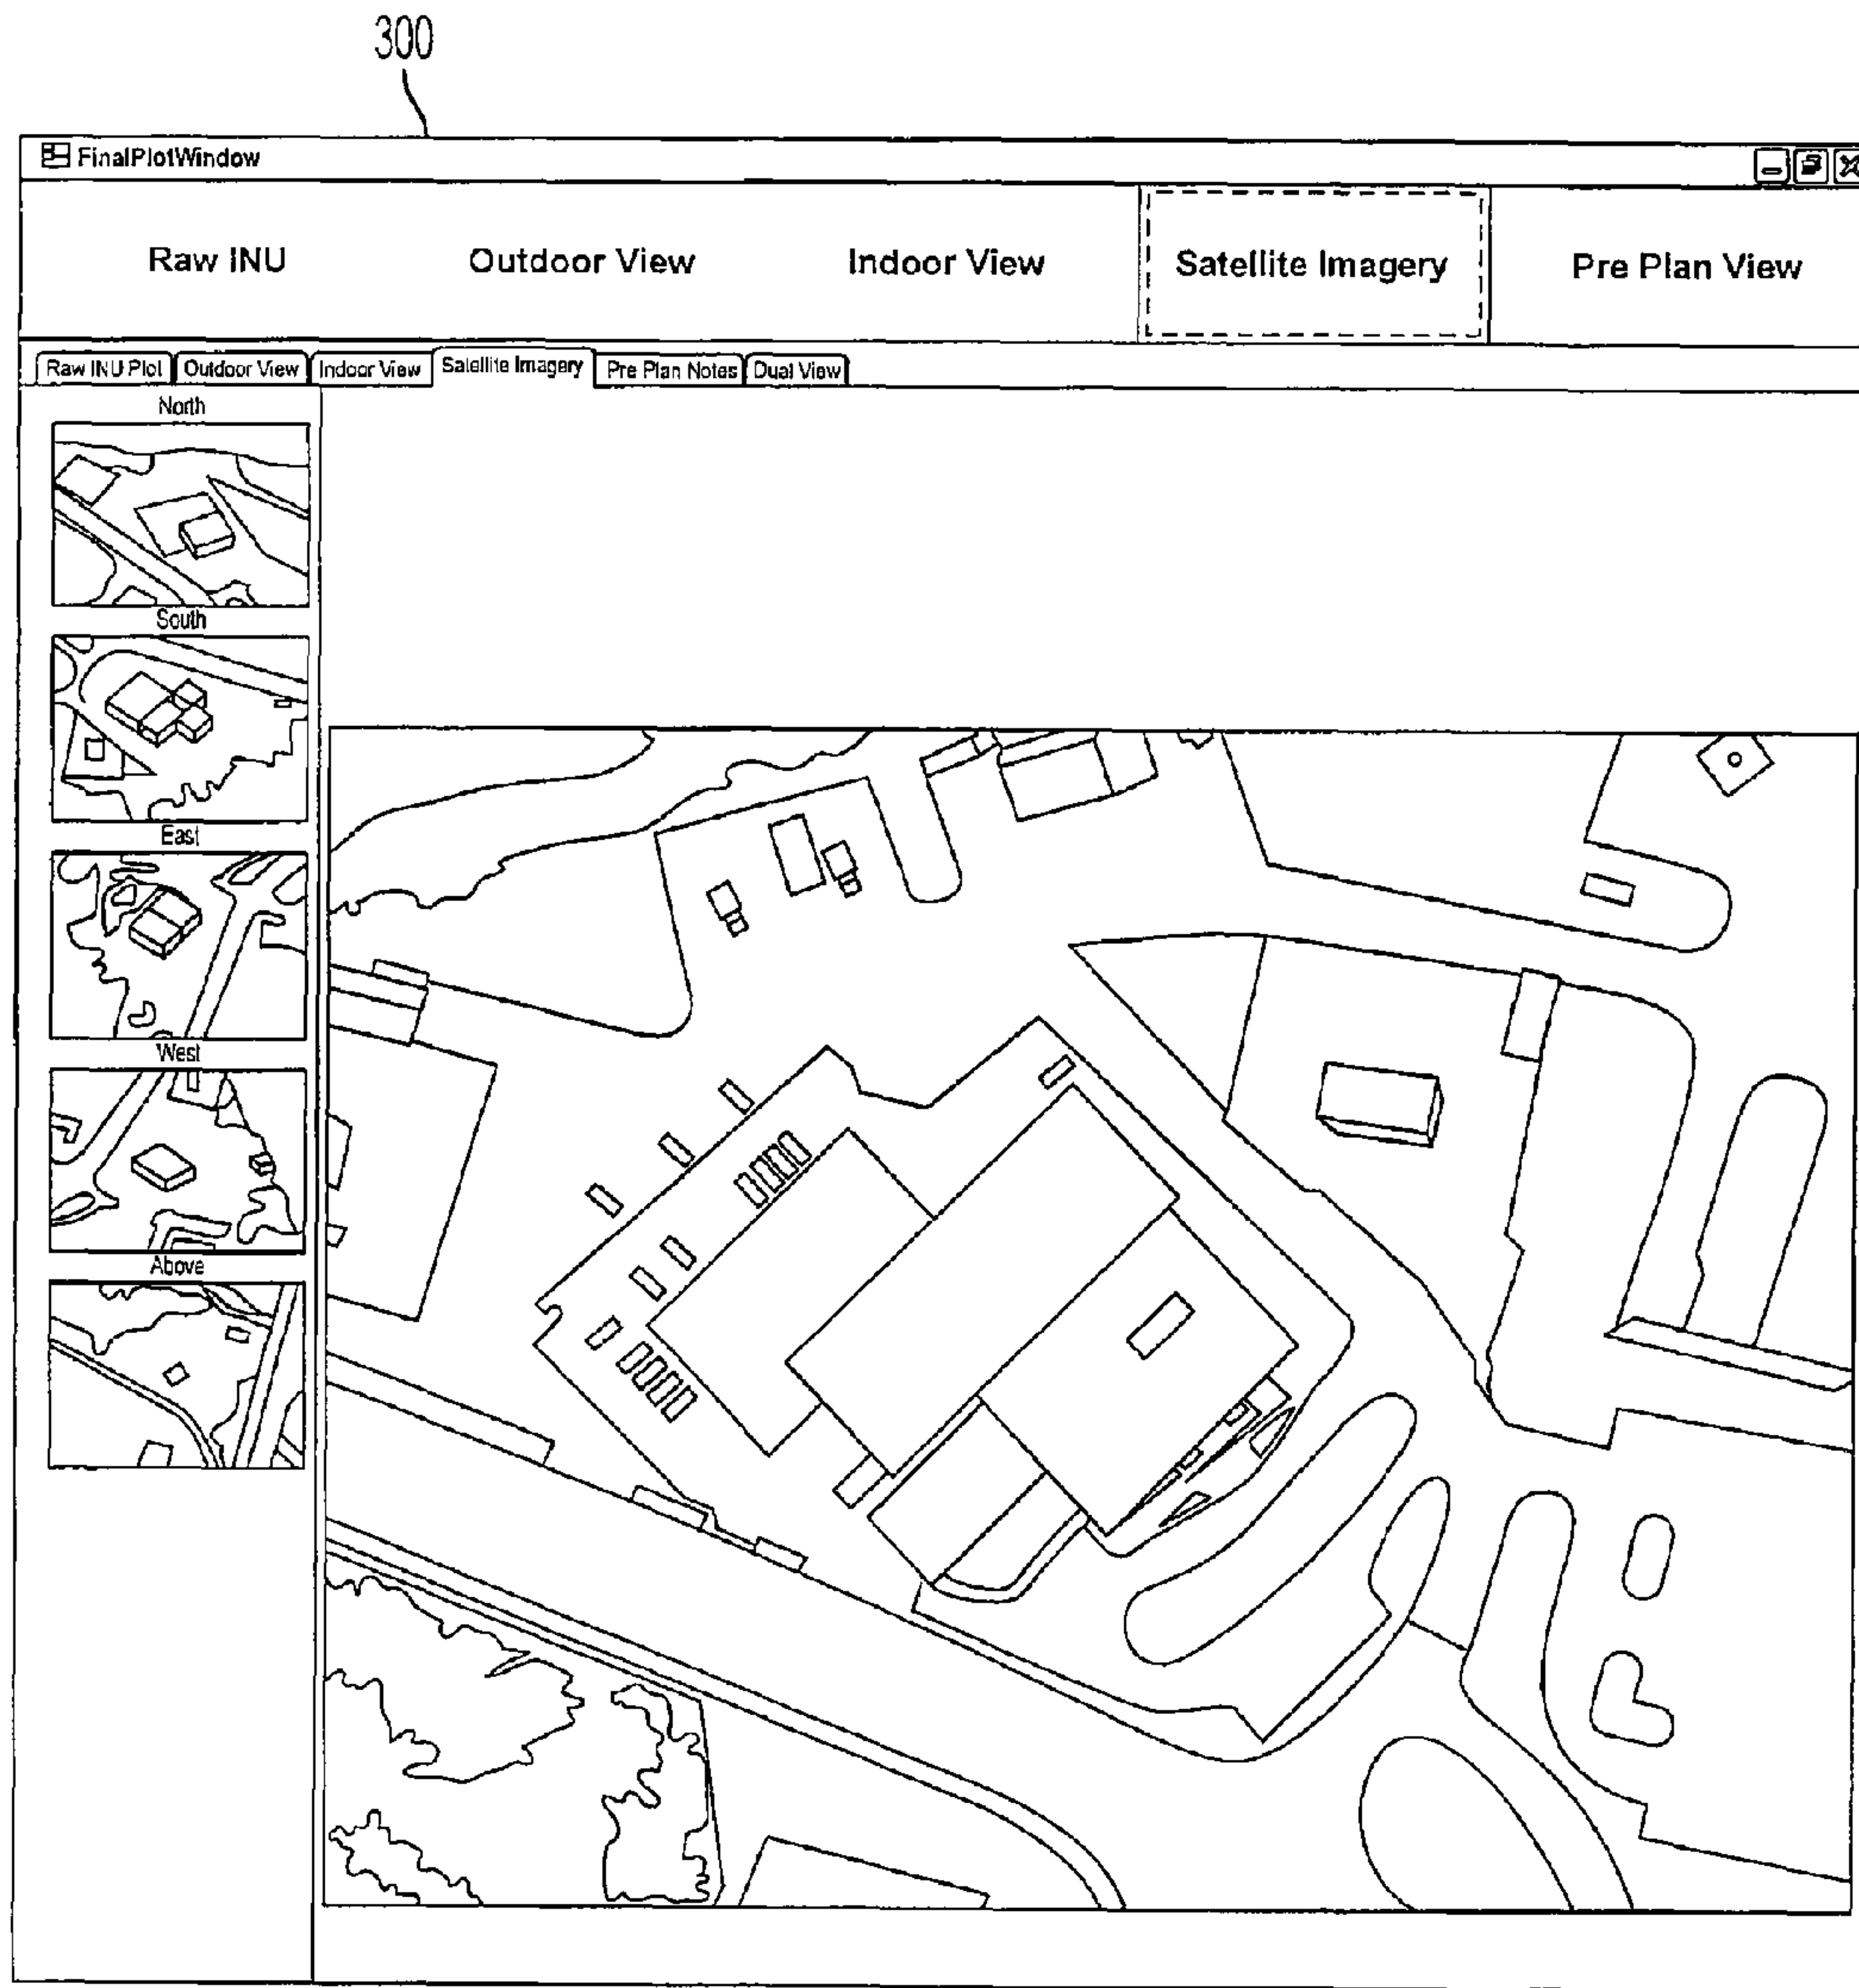 300
FinalPlotWindow
Raw INU Outdoor View Indoor View Satellite Imagery Pre Plan View
Raw INU Plot Outdoor View Indoor View Satellite Imagery Pre Plan Notes Dual View
North
South
East
West
Above